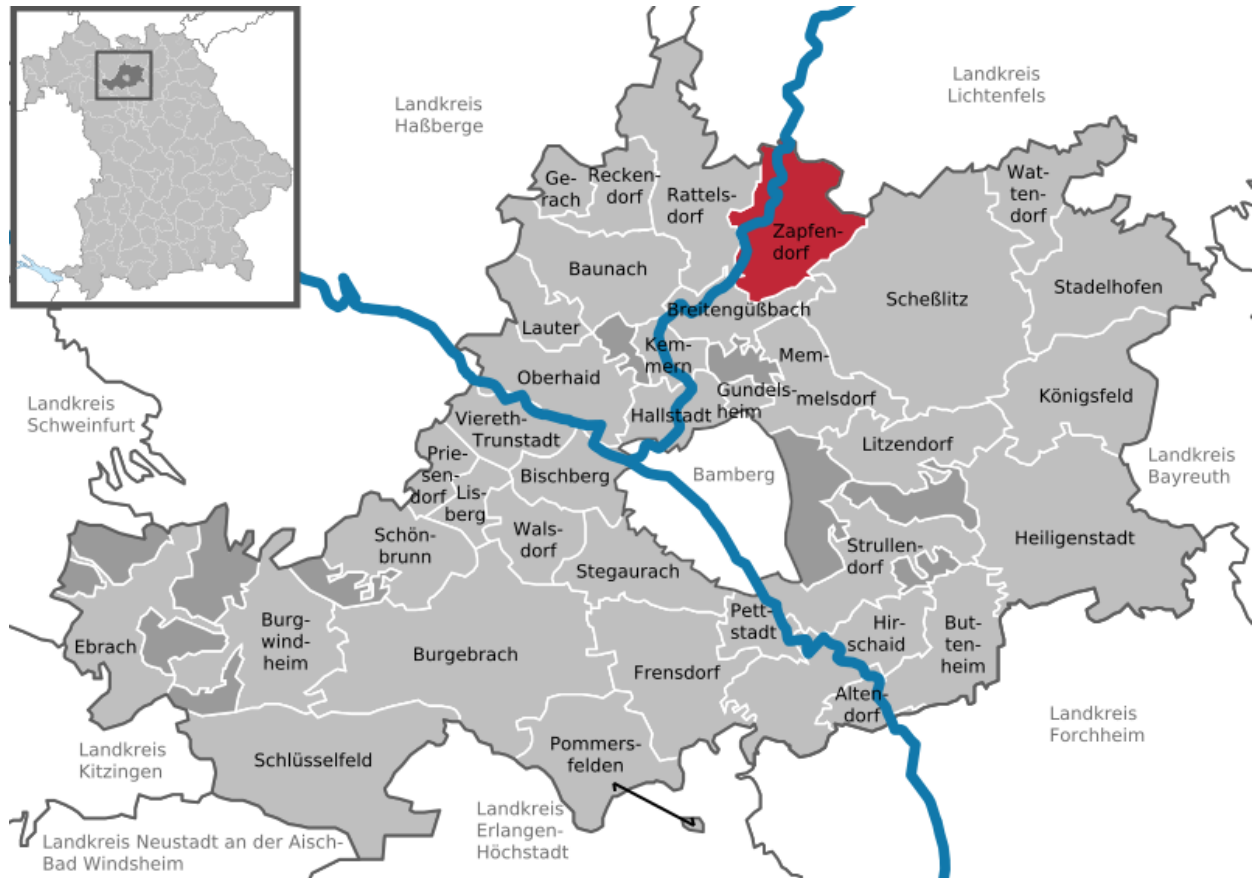 Landkreis
Haßberge
Landkreis
Lichtenfels
Ge-
rach
Recken-
dorf
Rattels-
dorf
Zapfen-
dorf
Wat-
ten-
dorf
Baunach
Scheßlitz
Stadelhofen
Lauter
Breitengüßbach
Kem-
mern
Mem-
melsdorf
Oberhaid
Gundels-
heim
Hallstadt
Königsfeld
Landkreis
Schweinfurt
Viereth-
Trunstadt
Litzendorf
Prie-
sen-
dorf
Lis-
berg
Bischberg
Bamberg
Landkreis
Bayreuth
Schön-
brunn
Wals-
dorf
Stegaurach
Strullen-
dorf
Heiligenstadt
Ebrach
Burg-
wind-
heim
Burgebrach
Frensdorf
Pett-
stadt
Hir-
schaid
But-
ten-
heim
Alten-
dorf
Landkreis
Forchheim
Landkreis
Kitzingen
Schlüsselfeld
Pommers-
felden
Landkreis
Erlangen-
Höchstadt
Landkreis Neustadt an der Aisch-
Bad Windsheim